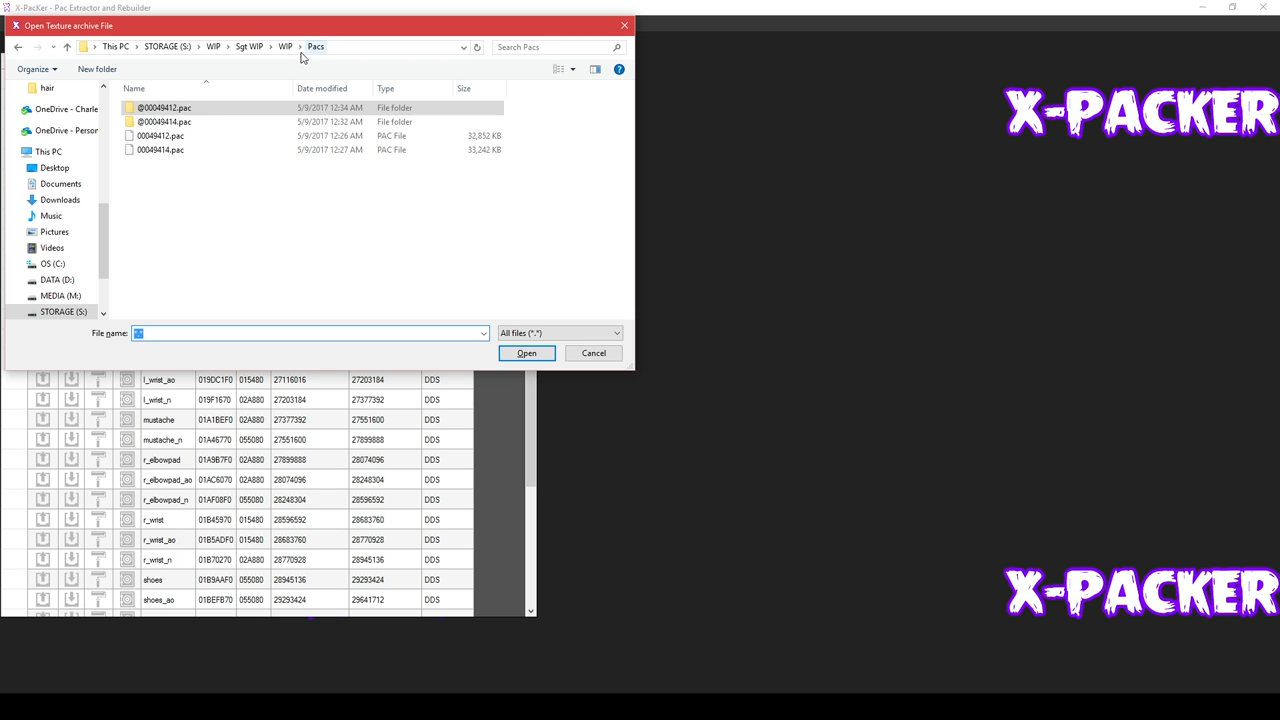 X-PacKer - Pac Extractor and Rebuilder
Open Texture archive File
This PC > STORAGE (S:) > WIP > Sgt WIP > WIP > Pacs
Search Pacs
Organize
New folder
Name
Date modified
Type
Size
hair
OneDrive - Charle
OneDrive - Person
This PC
Desktop
Documents
Downloads
Music
Pictures
Videos
OS (C:)
DATA (D:)
MEDIA (M:)
STORAGE (S:)
@00049412.pac 5/9/2017 12:34 AM File folder
@00049414.pac 5/9/2017 12:32 AM File folder
00049412.pac 5/9/2017 12:26 AM PAC File 32,852 KB
00049414.pac 5/9/2017 12:27 AM PAC File 33,242 KB
File name: *.*
All files (*.*)
Open
Cancel
X-PACKER
l_wrist_ao 019DC1F0 015480 27116016 27203184 DDS
l_wrist_n 019F1670 02A880 27203184 27377392 DDS
mustache 01A1BEF0 02A880 27377392 27551600 DDS
mustache_n 01A46770 055080 27551600 27899888 DDS
r_elbowpad 01A9B7F0 02A880 27899888 28074096 DDS
r_elbowpad_ao 01AC6070 02A880 28074096 28248304 DDS
r_elbowpad_n 01AF08F0 055080 28248304 28596592 DDS
r_wrist 01B45970 015480 28596592 28683760 DDS
r_wrist_ao 01B5ADF0 015480 28683760 28770928 DDS
r_wrist_n 01B70270 02A880 28770928 28945136 DDS
shoes 01B9AAF0 055080 28945136 29293424 DDS
shoes_ao 01BEFB70 055080 29293424 29641712 DDS
X-PACKER